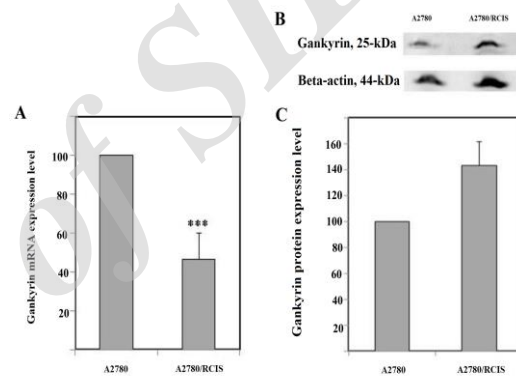 B
A2780 A2780/RCIS
Gankyrin, 25-kDa
Beta-actin, 44-kDa
A
Gankyrin mRNA expression level
100
80
60
40
20
***
A2780 A2780/RCIS
C
Gankyrin protein expression level
160
140
120
100
80
60
40
20
A2780 A2780/RCIS